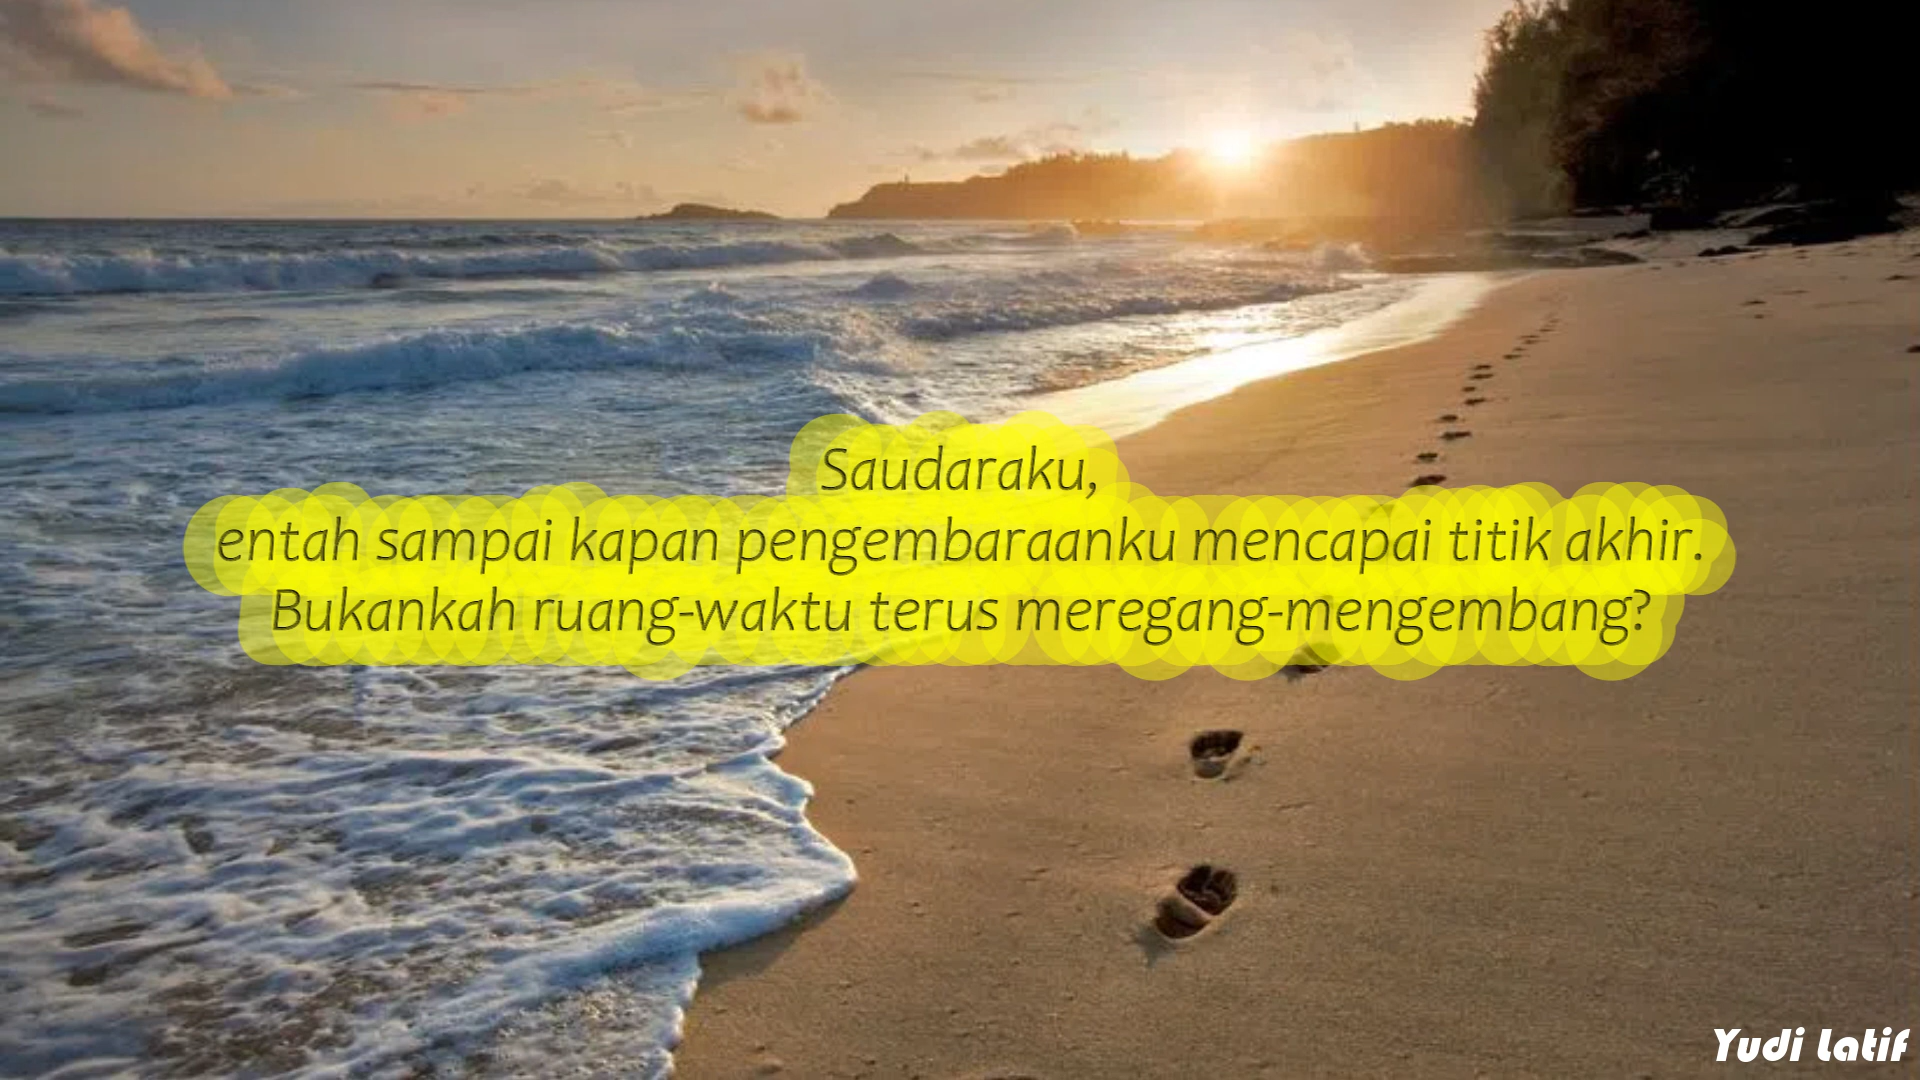 Saudaraku,
entah sampai kapan pengembaraanku mencapai titik akhir.
Bukankah ruang-waktu terus meregang-mengembang?
Yudi Latif